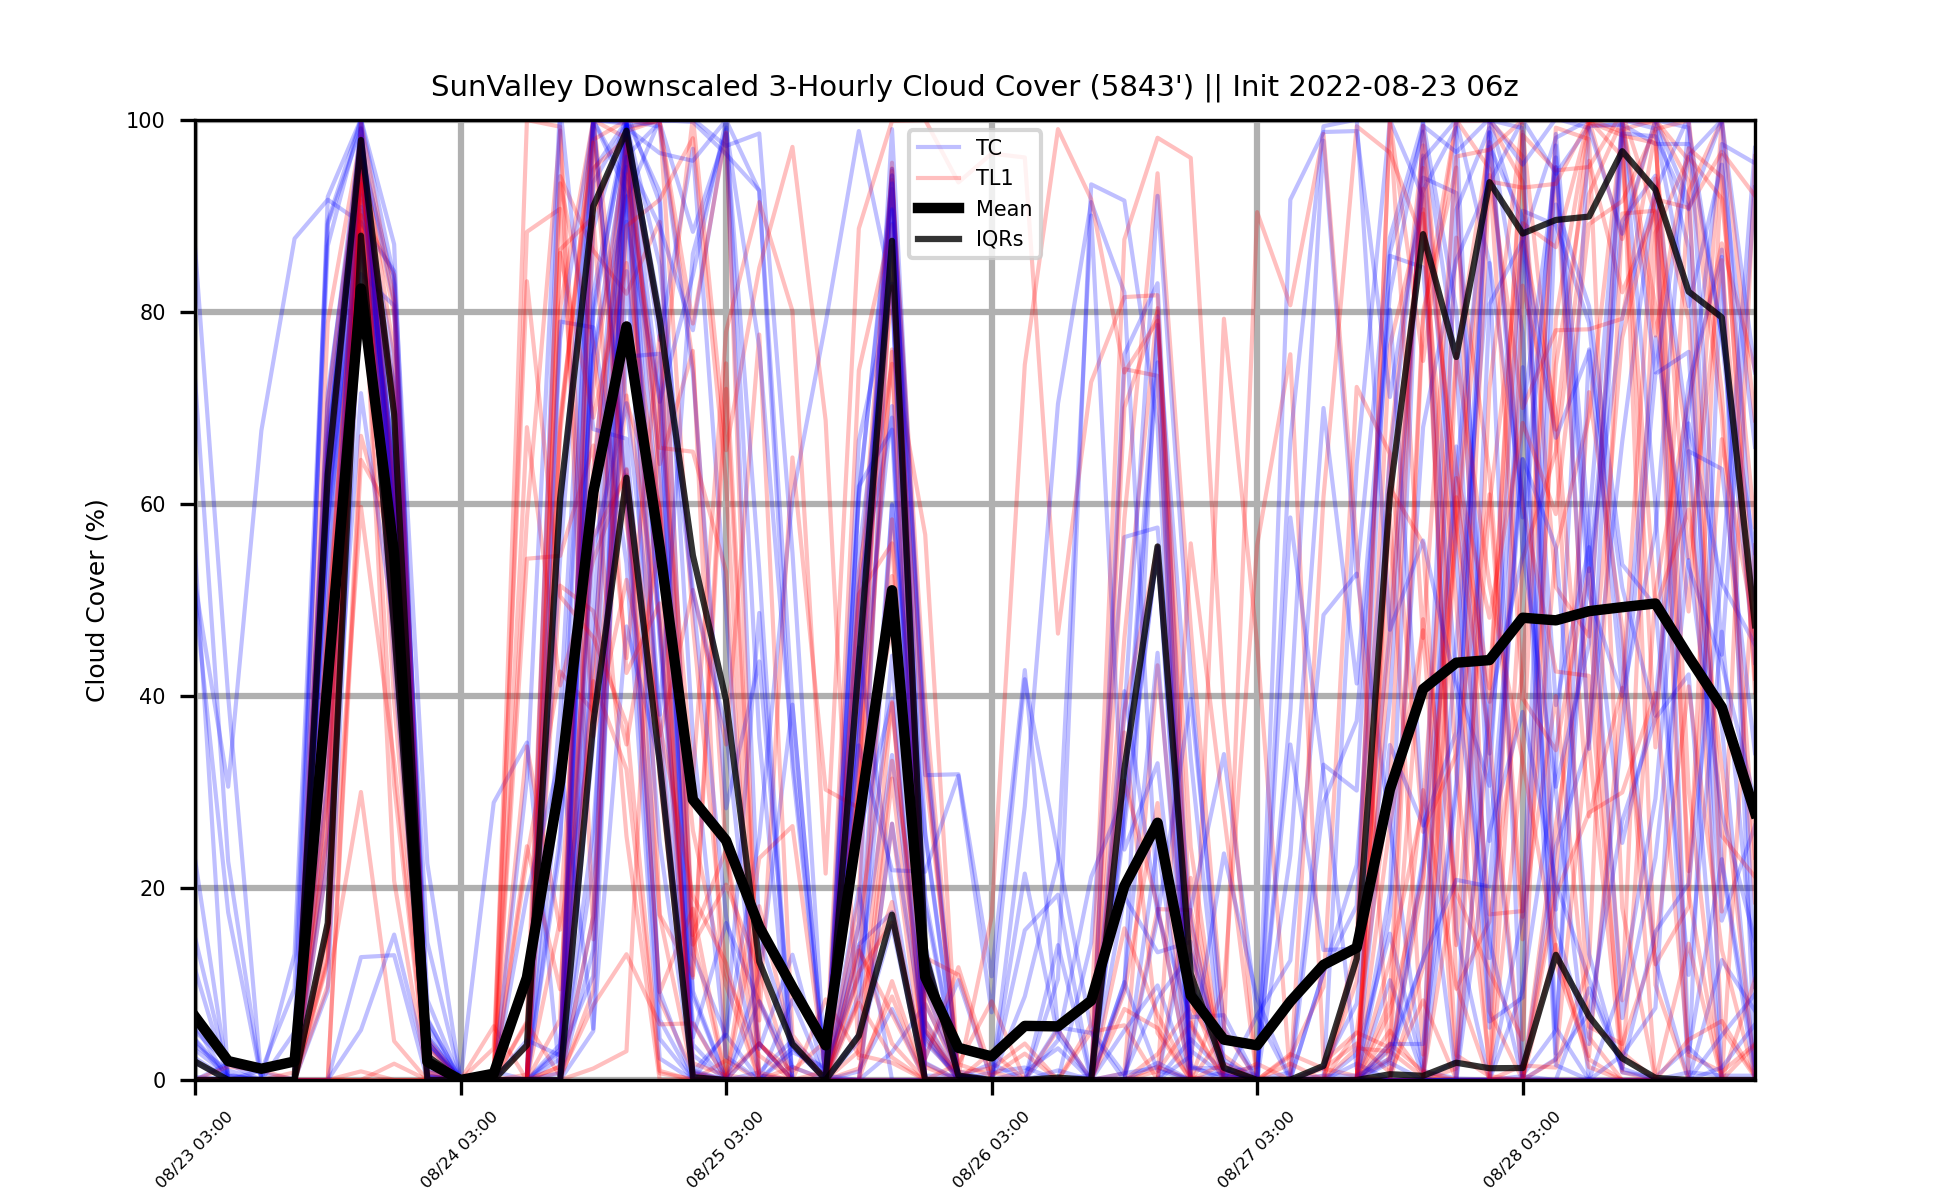 SunValley Downscaled 3-Hourly Cloud Cover (5843') || Init 2022-08-23 06z
Cloud Cover (%)
100
80
60
40
20
0
TC
TL1
Mean
IQRs
08/23 03:00
08/24 03:00
08/25 03:00
08/26 03:00
08/27 03:00
08/28 03:00